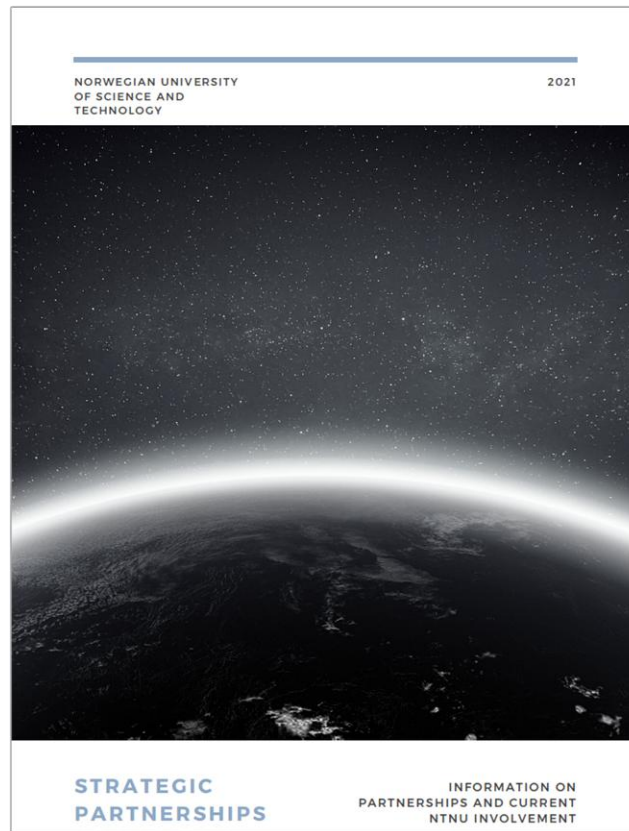 NORWEGIAN UNIVERSITY
OF SCIENCE AND
TECHNOLOGY
2021
STRATEGIC
PARTNERSHIPS
INFORMATION ON
PARTNERSHIPS AND CURRENT
NTNU INVOLVEMENT